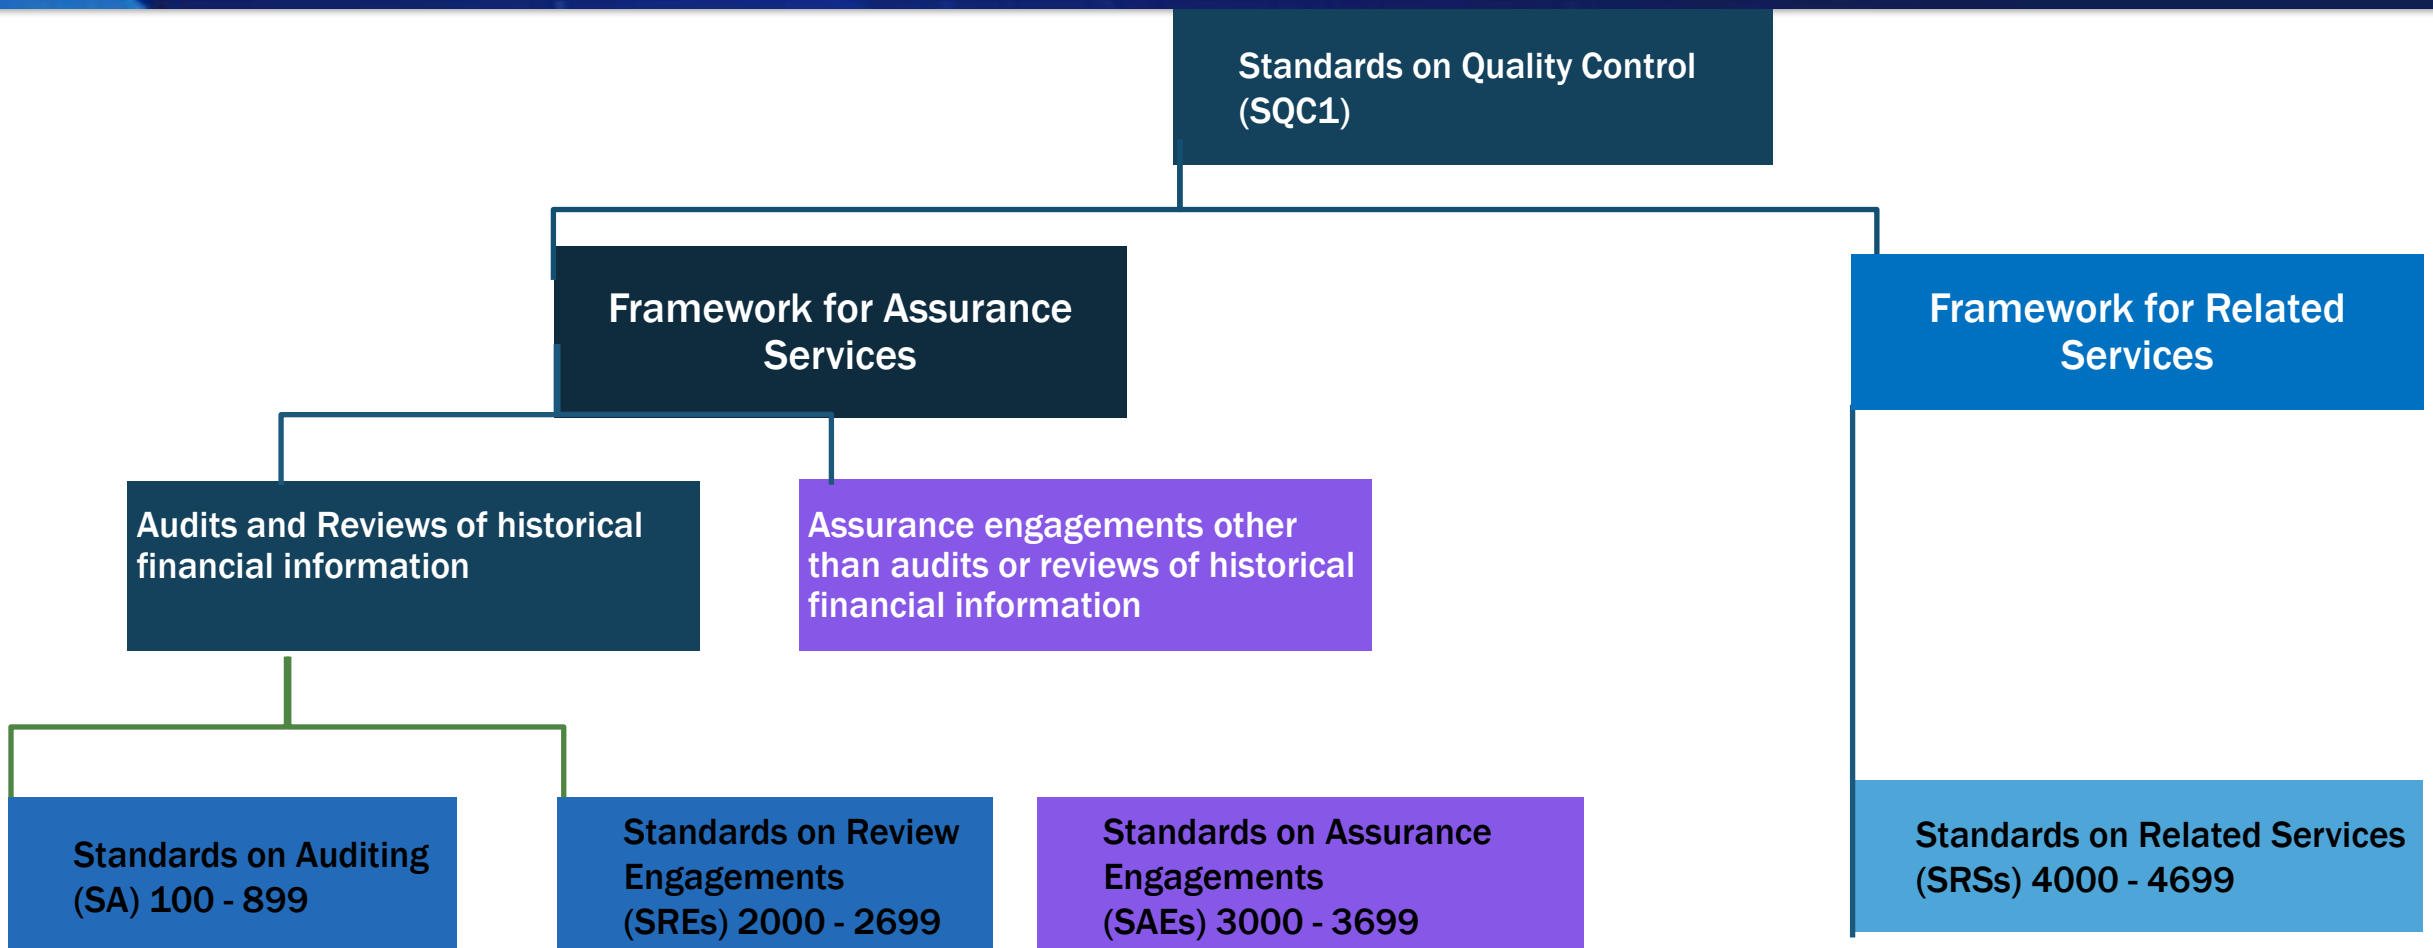 Standards on Quality Control
(SQC1)
Framework for Assurance
Services
Framework for Related
Services
Audits and Reviews of historical
financial information
Assurance engagements other
than audits or reviews of historical
financial information
Standards on Auditing
(SA) 100 - 899
Standards on Review
Engagements
(SREs) 2000 - 2699
Standards on Assurance
Engagements
(SAEs) 3000 - 3699
Standards on Related Services
(SRSs) 4000 - 4699